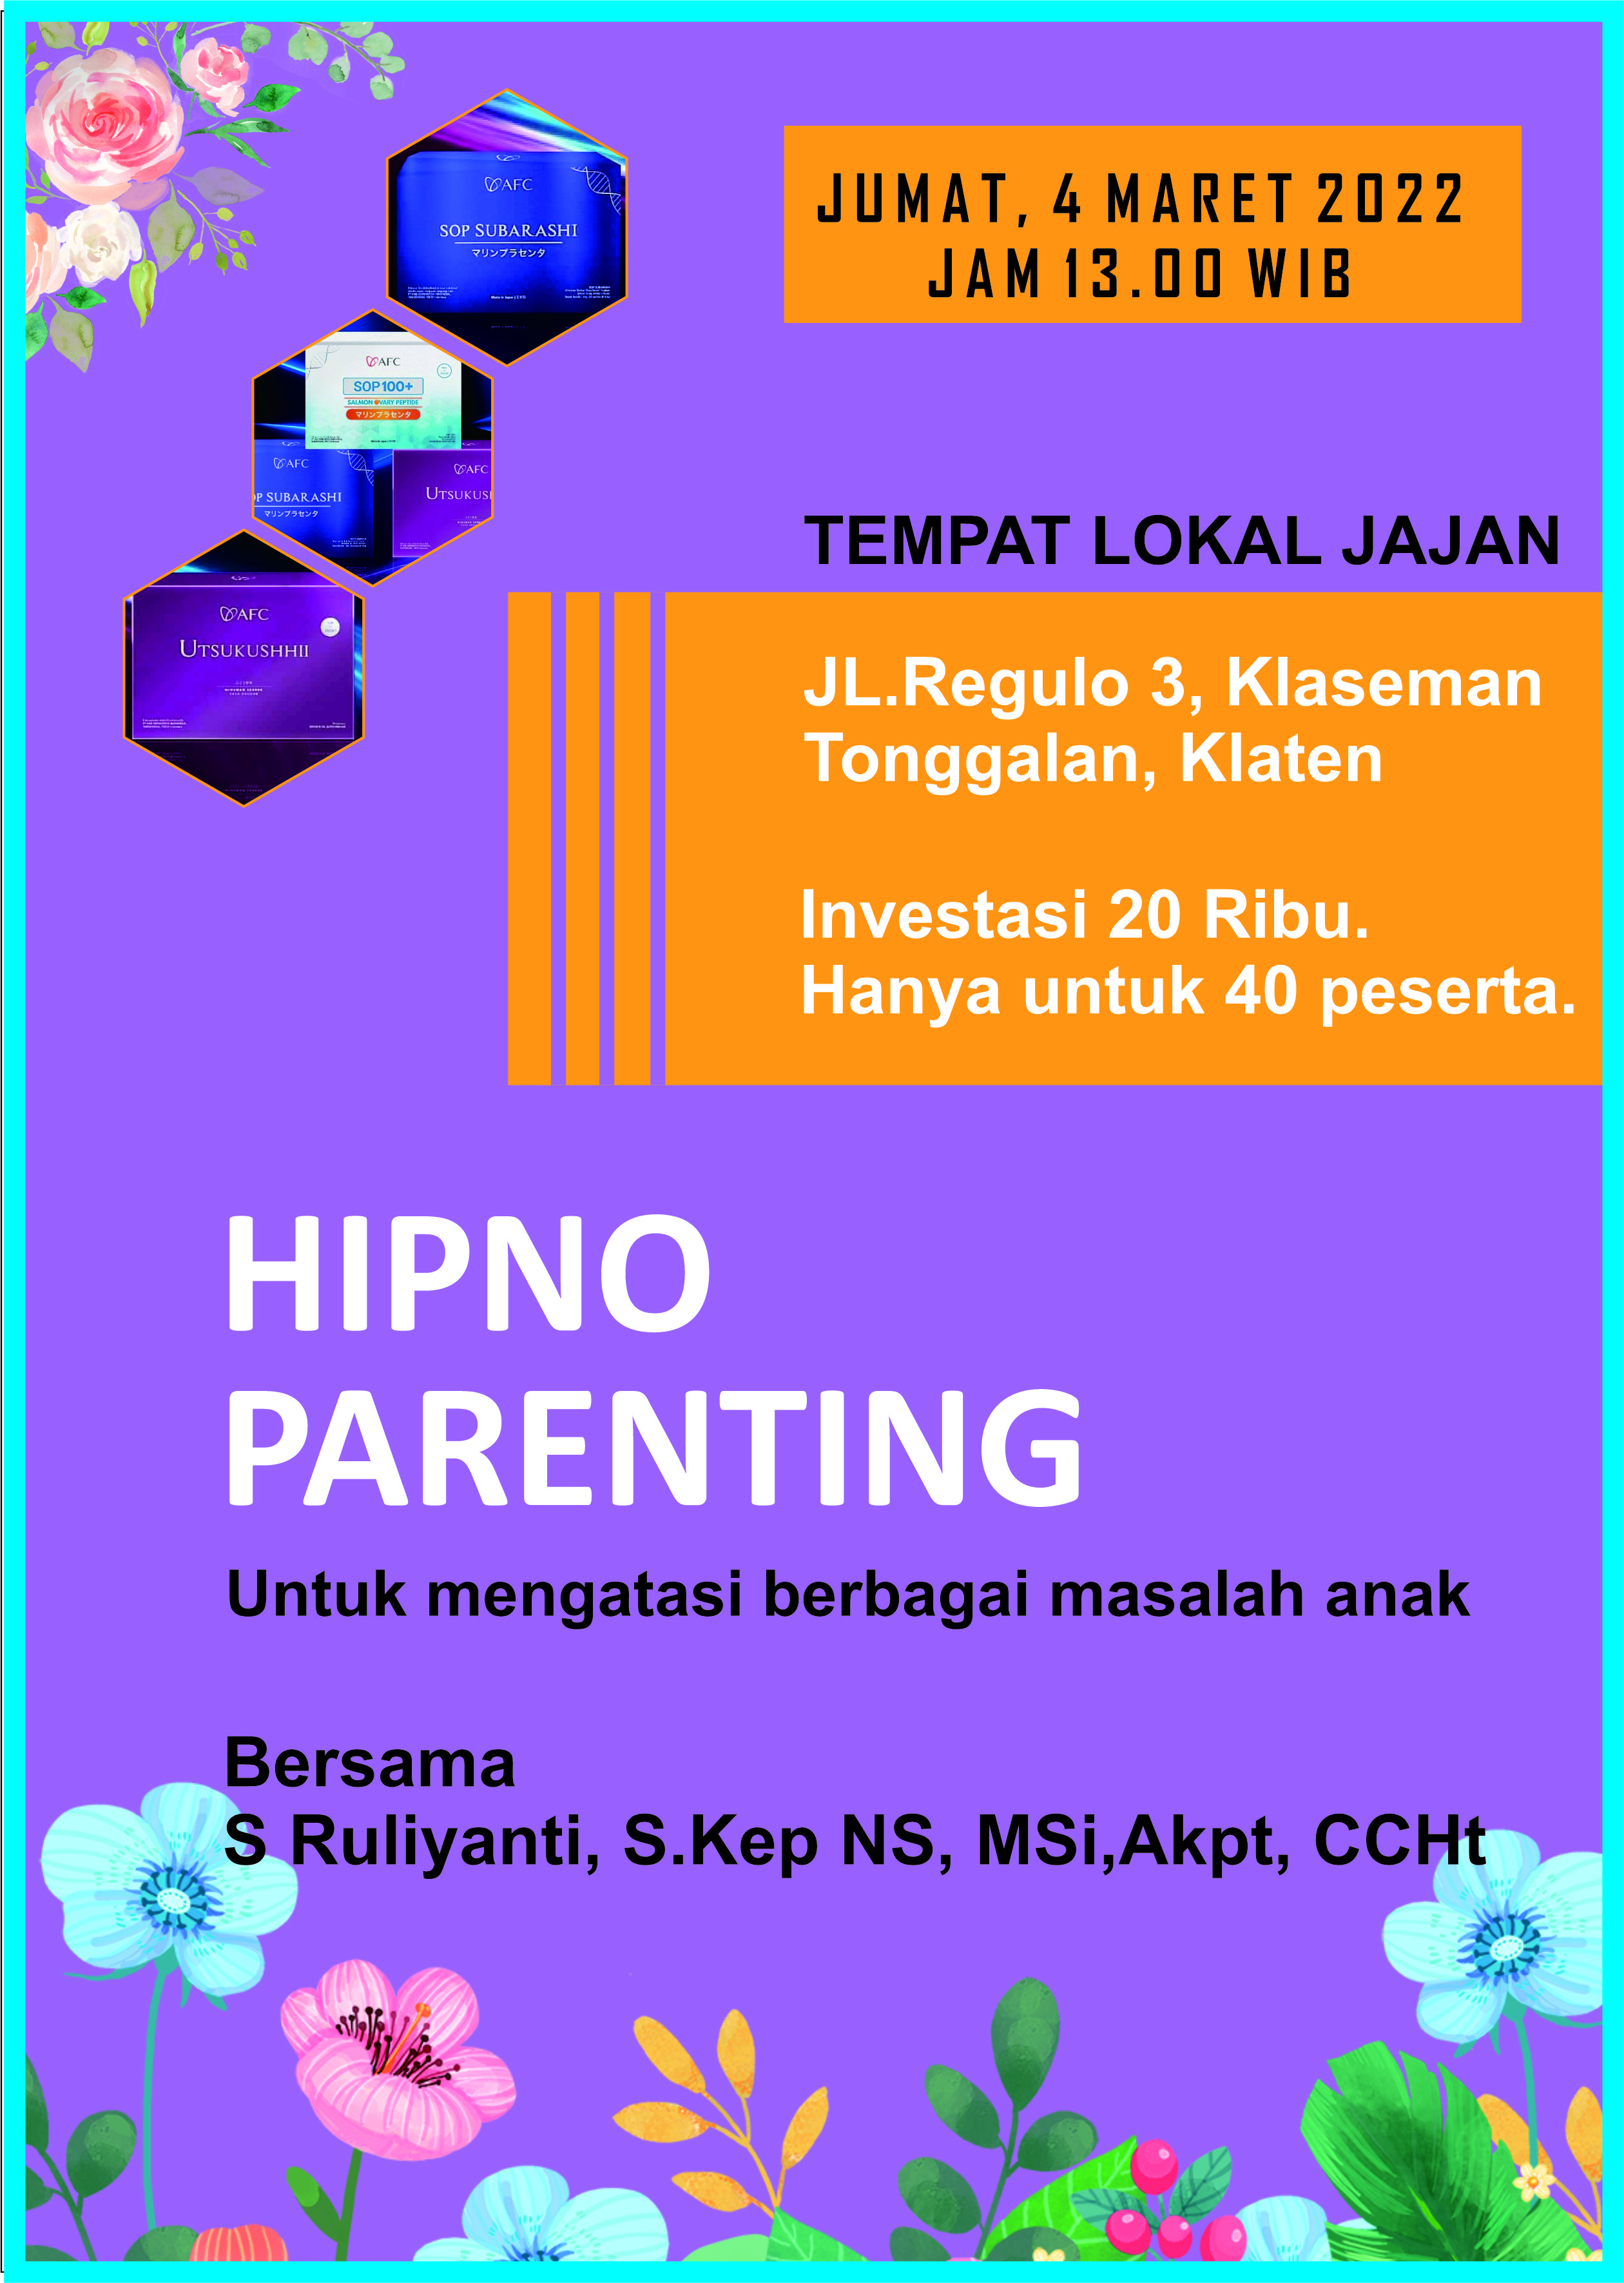 AFC
SOP SUBARASHI
マリンプラセンタ
JUMAT, 4 MARET 2022
JAM 13.00 WIB
AFC
SOP100+
SALMON OVARY PEPTIDE
マリンプラセンタ
AFC
OP SUBARASHI
マリンプラセンタ
AFC
UTSUKUSI
AFC
UTSUKUSHHII
TEMPAT LOKAL JAJAN
JL.Regulo 3, Klaseman
Tonggalan, Klaten
Investasi 20 Ribu.
Hanya untuk 40 peserta.
HIPNO
PARENTING
Untuk mengatasi berbagai masalah anak
Bersama
S Ruliyanti, S.Kep NS, MSi,Akpt, CCHt